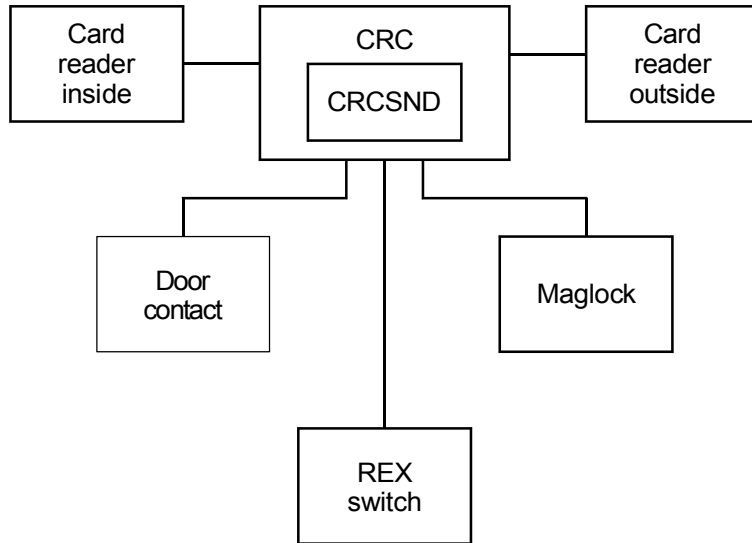 Card
reader
inside
CRC
CRCSND
Card
reader
outside
Door
contact
Maglock
REX
switch